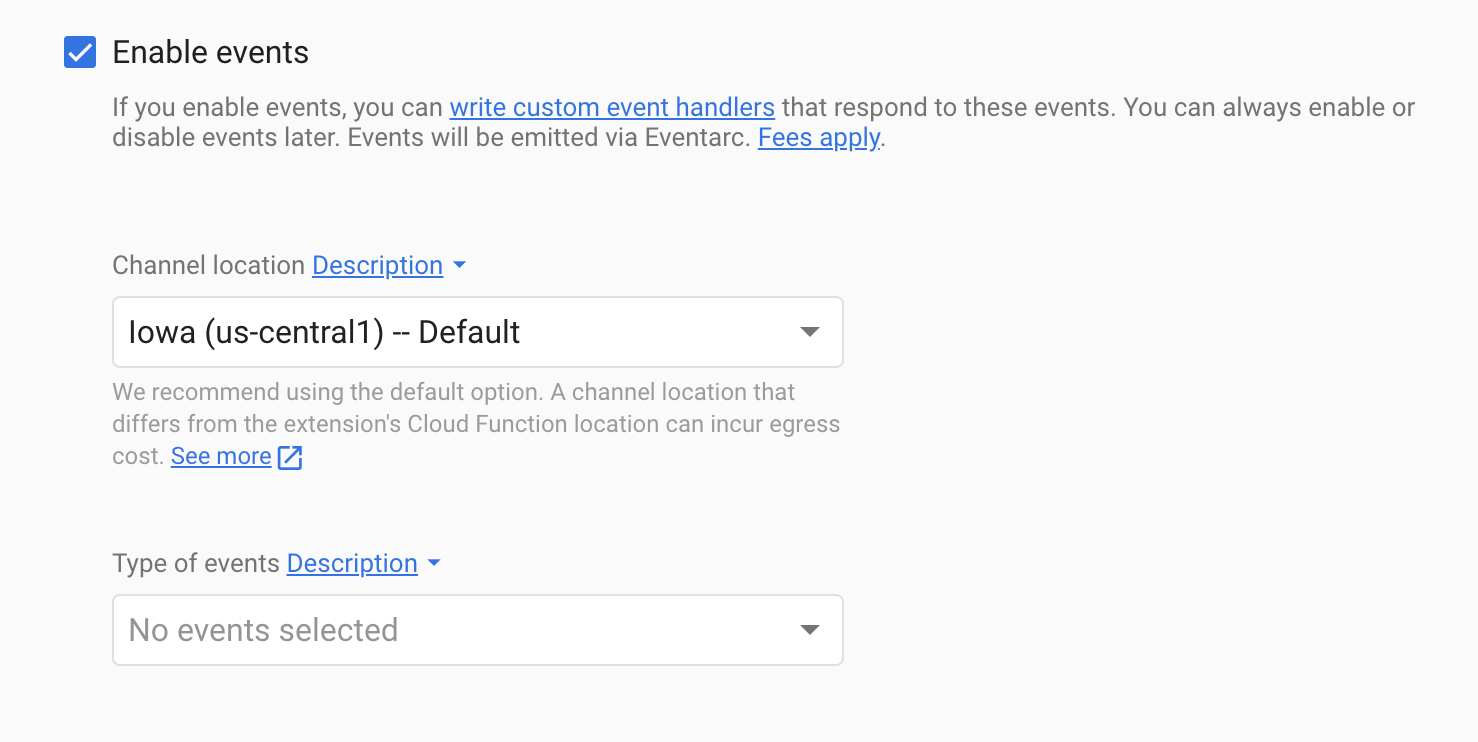 Enable events
If you enable events, you can write custom event handlers that respond to these events. You can always enable or
disable events later. Events will be emitted via Eventarc. Fees apply.
Channel location Description
Iowa (us-central1) -- Default
We recommend using the default option. A channel location that
differs from the extension's Cloud Function location can incur egress
cost. See more
Type of events Description
No events selected